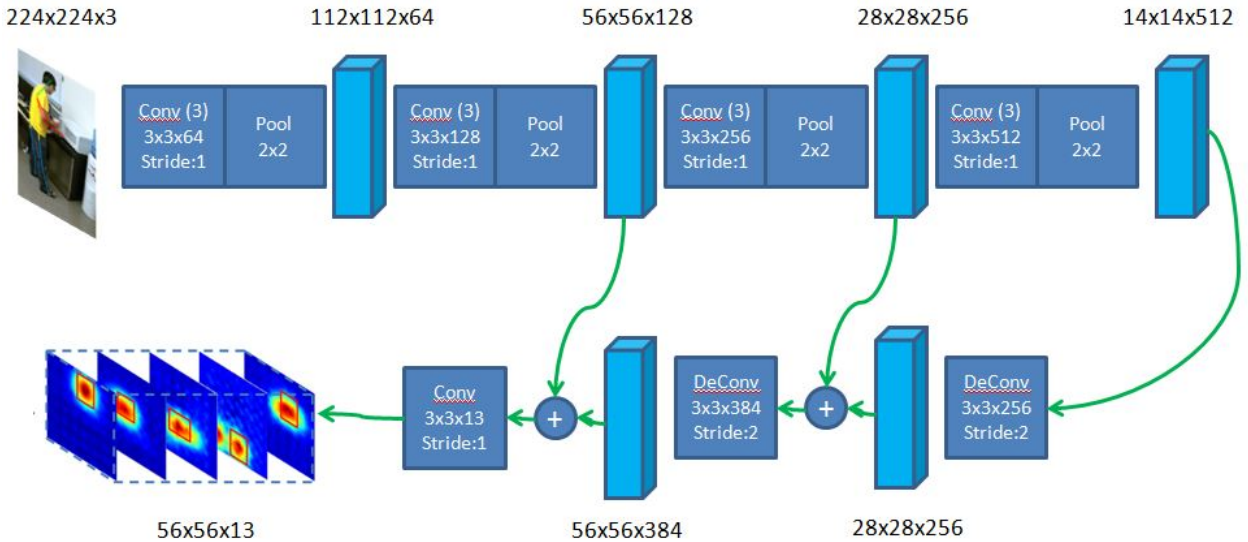 224x224x3
112x112x64
56x56x128
28x28x256
14x14x512
Conv (3)
3x3x64
Stride:1
Pool
2x2
Conv (3)
3x3x128
Stride:1
Pool
2x2
Conv (3)
3x3x256
Stride:1
Pool
2x2
Conv (3)
3x3x512
Stride:1
Pool
2x2
Conv
3x3x13
Stride:1
+
DeConv
3x3x384
Stride:2
+
DeConv
3x3x256
Stride:2
56x56x13
56x56x384
28x28x256